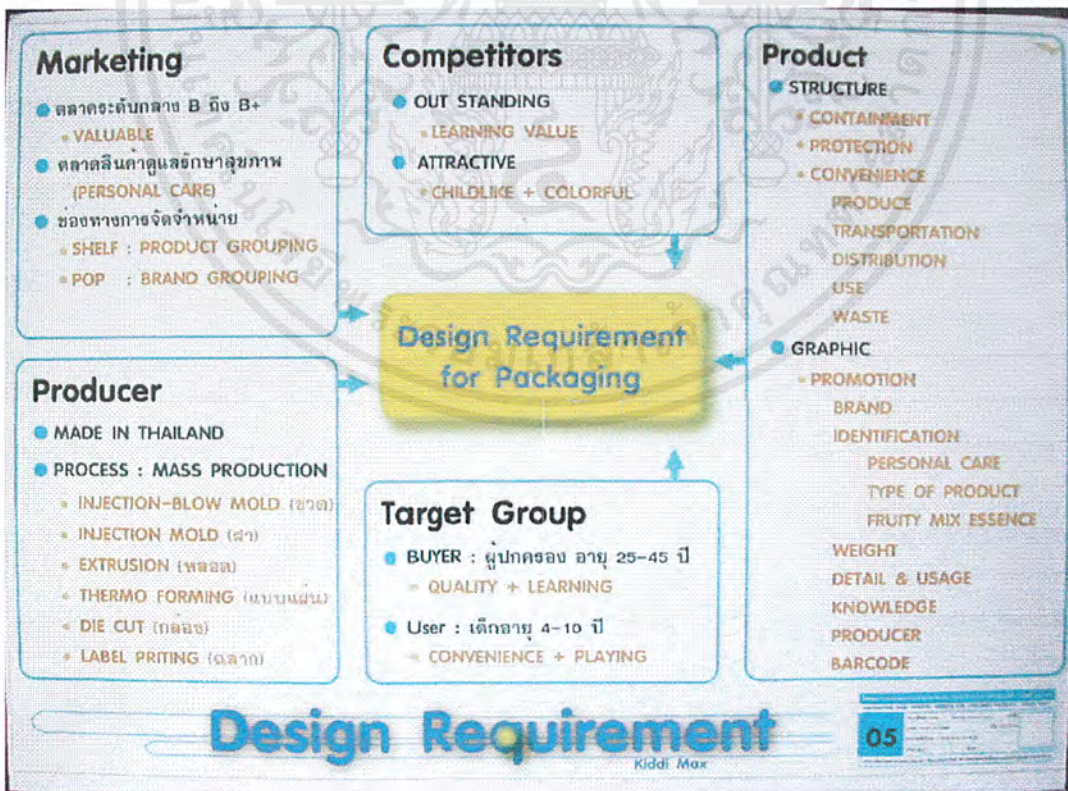 Marketing
ตลาดระดับกลาง B ถึง B+
VALUABLE
ตลาดสินค้าดูแลรักษาสุขภาพ
(PERSONAL CARE)
ช่องทางการจัดจำหน่าย
SHELF : PRODUCT GROUPING
POP : BRAND GROUPING
Competitors
OUT STANDING
LEARNING VALUE
ATTRACTIVE
CHILDLIKE + COLORFUL
Product
STRUCTURE
CONTAINMENT
PROTECTION
CONVENIENCE
PRODUCE
TRANSPORTATION
DISTRIBUTION
USE
WASTE
GRAPHIC
PROMOTION
BRAND
IDENTIFICATION
PERSONAL CARE
TYPE OF PRODUCT
FRUITY MIX ESSENCE
WEIGHT
DETAIL & USAGE
KNOWLEDGE
PRODUCER
BARCODE
Design Requirement
for Packaging
Producer
MADE IN THAILAND
PROCESS : MASS PRODUCTION
INJECTION-BLOW MOLD (ขวด)
INJECTION MOLD (ฝา)
EXTRUSION (หลอด)
THERMO FORMING (แบบแผ่น)
DIE CUT (กล่อง)
LABEL PRITING (ฉลาก)
Target Group
BUYER : ผู้ปกครอง อายุ 25-45 ปี
QUALITY + LEARNING
User : เด็กอายุ 4-10 ปี
CONVENIENCE + PLAYING
Design Requirement
Kiddi Max
05